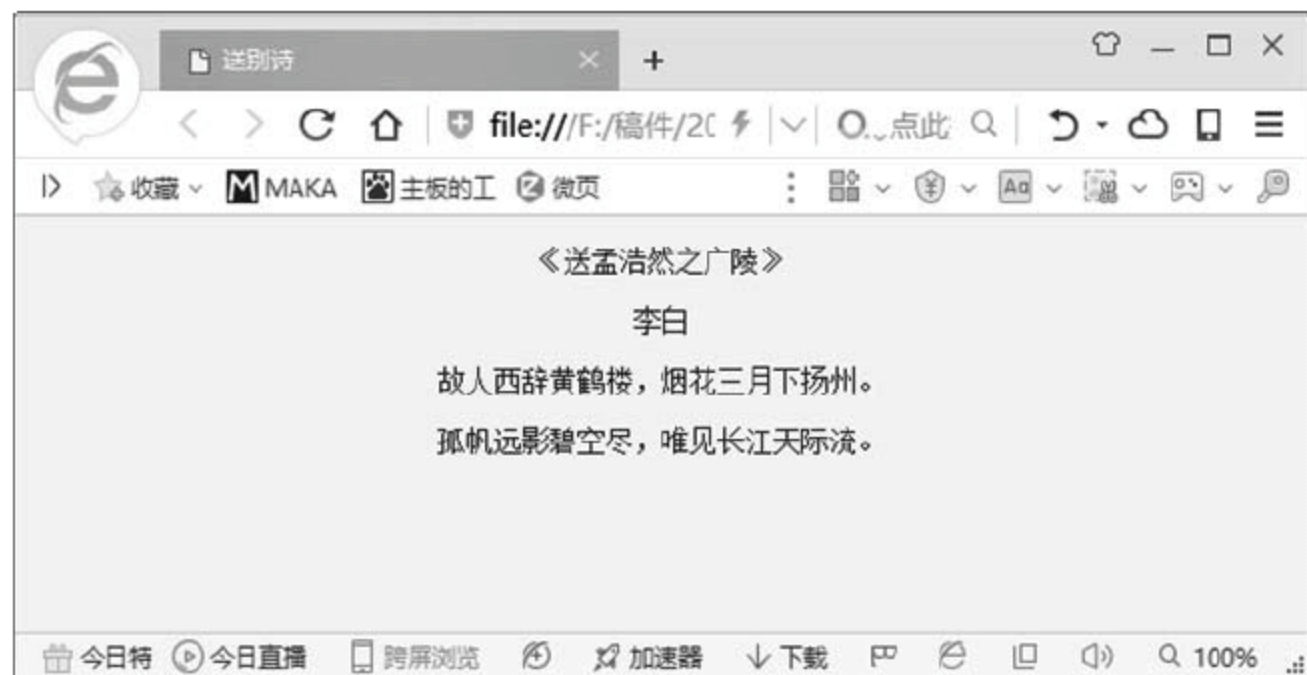 送别诗
file:///F:/稿件/20
点此
收藏 MAKA 主板的工 微页
《送孟浩然之广陵》
李白
故人西辞黄鹤楼，烟花三月下扬州。
孤帆远影碧空尽，唯见长江天际流。
今日特 今日直播 跨屏浏览 加速器 下载 100%